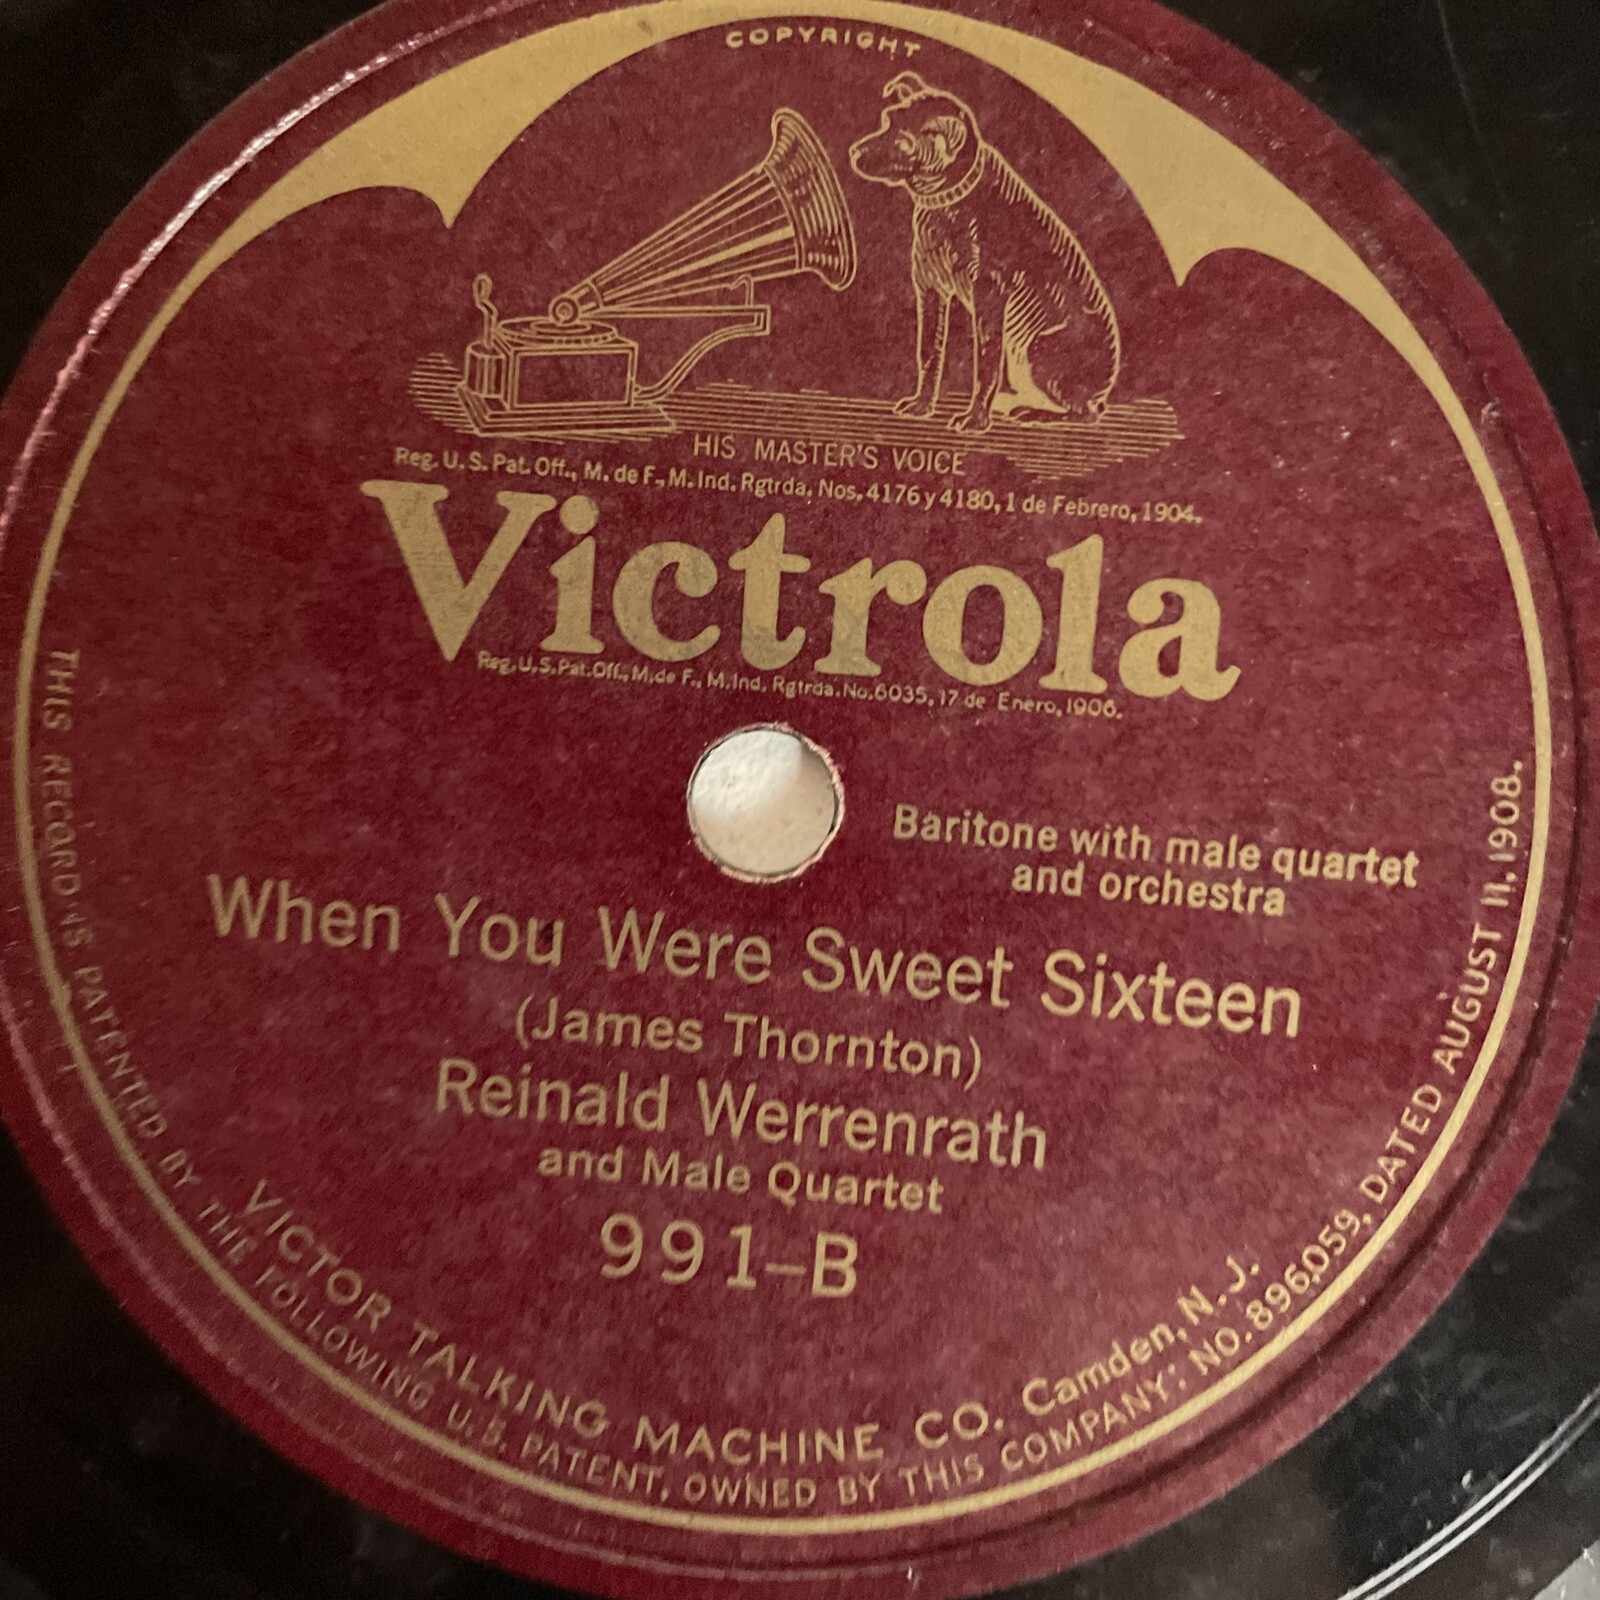 COPYRIGHT
HIS MASTER'S VOICE
Reg. U. S. Pat. Off., M. de F., M. Ind. Rgtrda. Nos. 4176 y 4180, 1 de Febrero, 1904.
Victrola
Reg. U. S. Pat. Off., M. de F., M. Ind. Rgtrda. No. 6035, 17 de Enero, 1906.
Baritone with male quartet
and orchestra
When You Were Sweet Sixteen
(James Thornton)
Reinald Werrenrath
and Male Quartet
991-B
VICTOR TALKING MACHINE CO. Camden, N. J.
THIS RECORD IS PATENTED BY THE FOLLOWING U.S. PATENT, OWNED BY THIS COMPANY: NO. 896,059, DATED AUGUST 11, 1908.